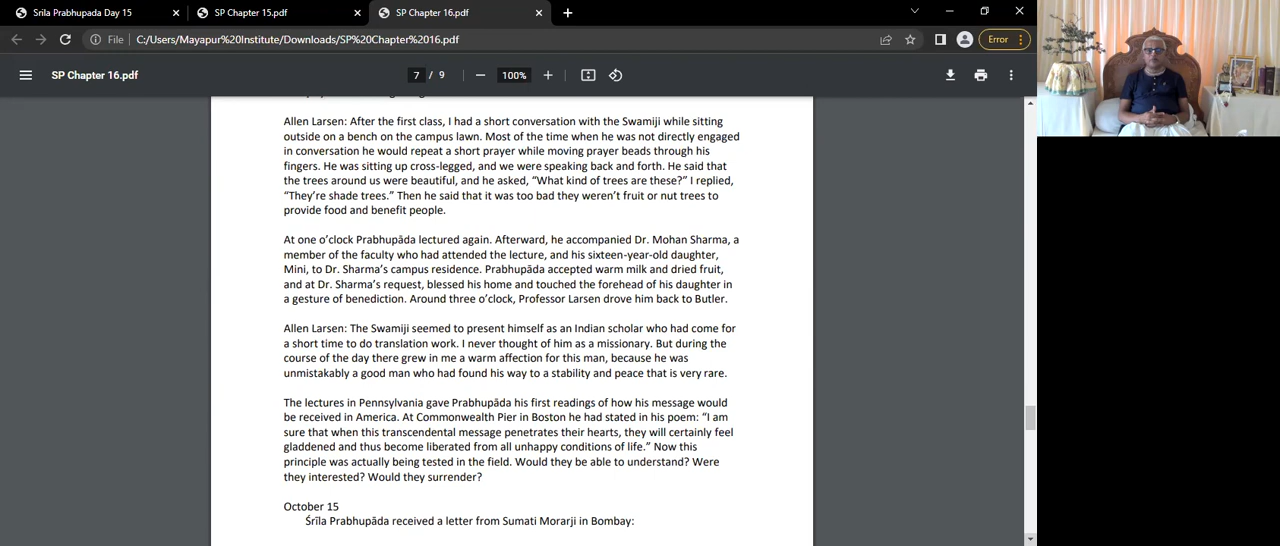 Srila Prabhupada Day 15
SP Chapter 15.pdf
SP Chapter 16.pdf
File
C:/Users/Mayapur%20Institute/Downloads/SP%20Chapter%2016.pdf
Error
SP Chapter 16.pdf
7 / 9
100%
Allen Larsen: After the first class, I had a short conversation with the Swamiji while sitting
outside on a bench on the campus lawn. Most of the time when he was not directly engaged
in conversation he would repeat a short prayer while moving prayer beads through his
fingers. He was sitting up cross-legged, and we were speaking back and forth. He said that
the trees around us were beautiful, and he asked, “What kind of trees are these?” I replied,
“They’re shade trees.” Then he said that it was too bad they weren’t fruit or nut trees to
provide food and benefit people.
At one o’clock Prabhupāda lectured again. Afterward, he accompanied Dr. Mohan Sharma, a
member of the faculty who had attended the lecture, and his sixteen-year-old daughter,
Mini, to Dr. Sharma’s campus residence. Prabhupāda accepted warm milk and dried fruit,
and at Dr. Sharma’s request, blessed his home and touched the forehead of his daughter in
a gesture of benediction. Around three o’clock, Professor Larsen drove him back to Butler.
Allen Larsen: The Swamiji seemed to present himself as an Indian scholar who had come for
a short time to do translation work. I never thought of him as a missionary. But during the
course of the day there grew in me a warm affection for this man, because he was
unmistakably a good man who had found his way to a stability and peace that is very rare.
The lectures in Pennsylvania gave Prabhupāda his first readings of how his message would
be received in America. At Commonwealth Pier in Boston he had stated in his poem: “I am
sure that when this transcendental message penetrates their hearts, they will certainly feel
gladdened and thus become liberated from all unhappy conditions of life.” Now this
principle was actually being tested in the field. Would they be able to understand? Were
they interested? Would they surrender?
October 15
Śrīla Prabhupāda received a letter from Sumati Morarji in Bombay: